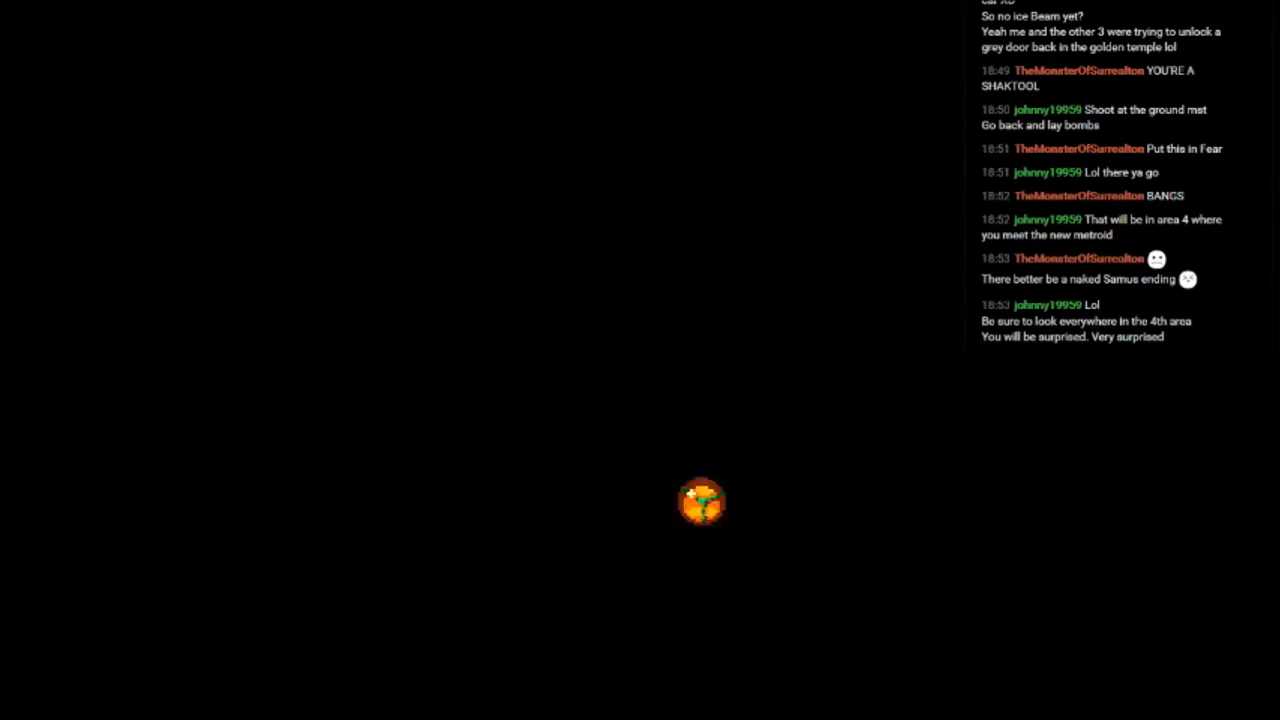 So no ice Beam yet?
Yeah me and the other 3 were trying to unlock a
grey door back in the golden temple lol
18:49 TheMonsterOfSurrealton YOU'RE A
SHAKTOOL
18:50 johnny19959 Shoot at the ground mst
Go back and lay bombs
18:51 TheMonsterOfSurrealton Put this in Fear
18:51 johnny19959 Lol there ya go
18:52 TheMonsterOfSurrealton BANGS
18:52 johnny19959 That will be in area 4 where
you meet the new metroid
18:53 TheMonsterOfSurrealton
There better be a naked Samus ending
18:53 johnny19959 Lol
Be sure to look everywhere in the 4th area
You will be surprised. Very surprised